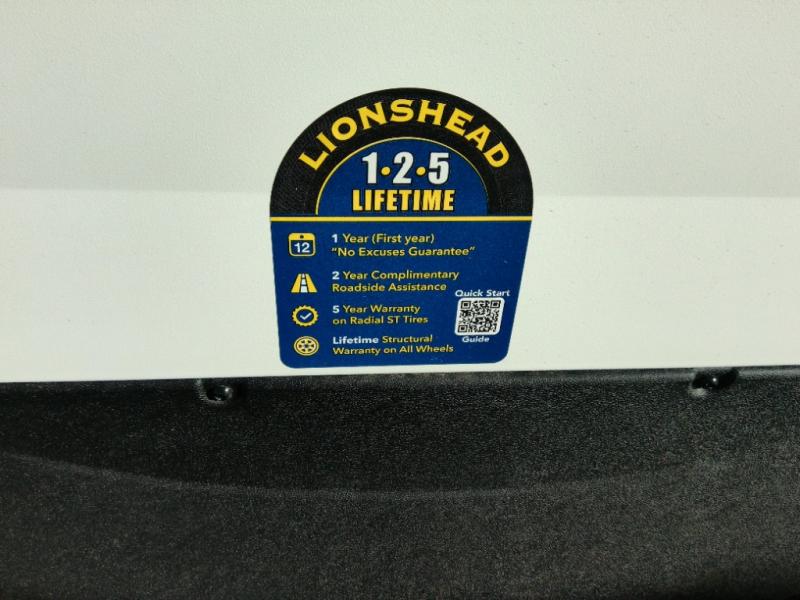 LIONSHEAD
1•2•5
LIFETIME
12
1 Year (First year)
"No Excuses Guarantee"
2 Year Complimentary
Roadside Assistance
5 Year Warranty
on Radial ST Tires
Quick Start
Guide
Lifetime Structural
Warranty on All Wheels